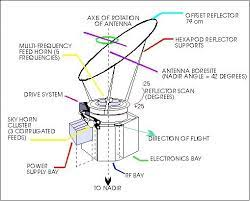 AXIS OF ROTATION
OF ANTENNA
OFFSET REFLECTOR
79 cm
MULTI-FREQUENCY
FEED HORN (5
FREQUENCIES)
HEXAPOD REFLECTOR
SUPPORTS
ANTENNA BORESITE
(NADIR ANGLE = 42 DEGREES)
DRIVE SYSTEM
+25
REFLECTOR SCAN (DEGREES)
-25
SKY HORN
CLUSTER
(3 CORRUGATED
FEEDS)
DIRECTION OF FLIGHT
POWER
SUPPLY BAY
ELECTRONICS BAY
RF BAY
TO NADIR